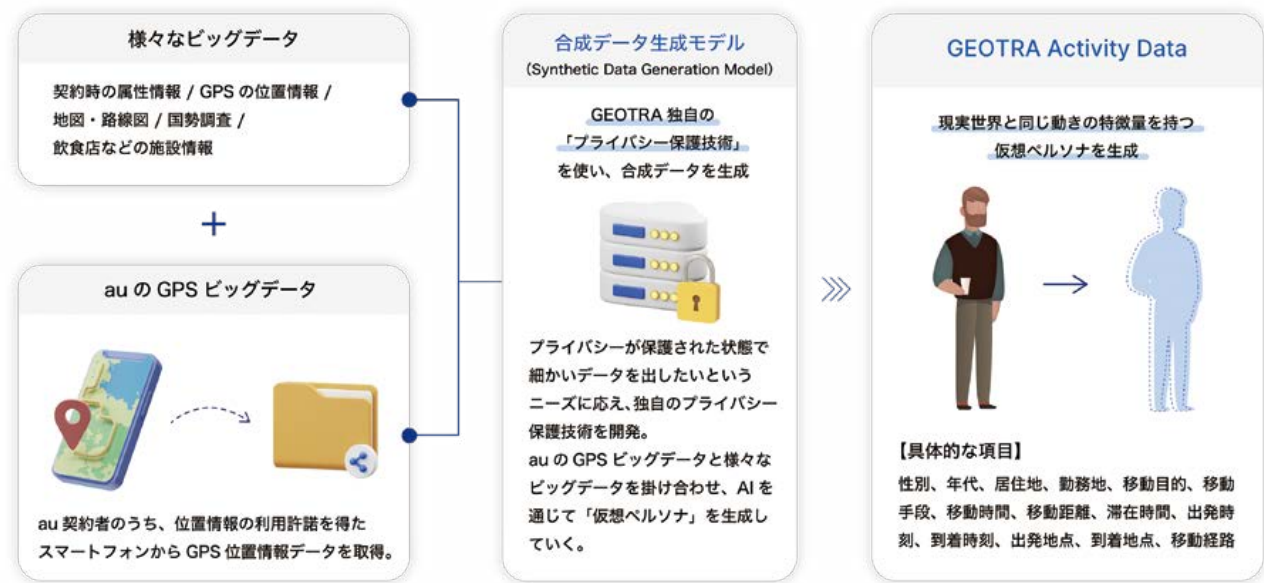 様々なビッグデータ
契約時の属性情報 / GPS の位置情報 /
地図・路線図 / 国勢調査 /
飲食店などの施設情報
+
au の GPS ビッグデータ
au 契約者のうち、位置情報の利用許諾を得た
スマートフォンから GPS 位置情報データを取得。
合成データ生成モデル
(Synthetic Data Generation Model)
GEOTRA 独自の
「プライバシー保護技術」
を使い、合成データを生成
プライバシーが保護された状態で
細かいデータを出したいという
ニーズに応え、独自のプライバシー
保護技術を開発。
au の GPS ビッグデータと様々な
ビッグデータを掛け合わせ、AI を
通じて「仮想ペルソナ」を生成し
ていく。
GEOTRA Activity Data
現実世界と同じ動きの特徴量を持つ
仮想ペルソナを生成
【具体的な項目】
性別、年代、居住地、勤務地、移動目的、移動
手段、移動時間、移動距離、滞在時間、出発時
刻、到着時刻、出発地点、到着地点、移動経路